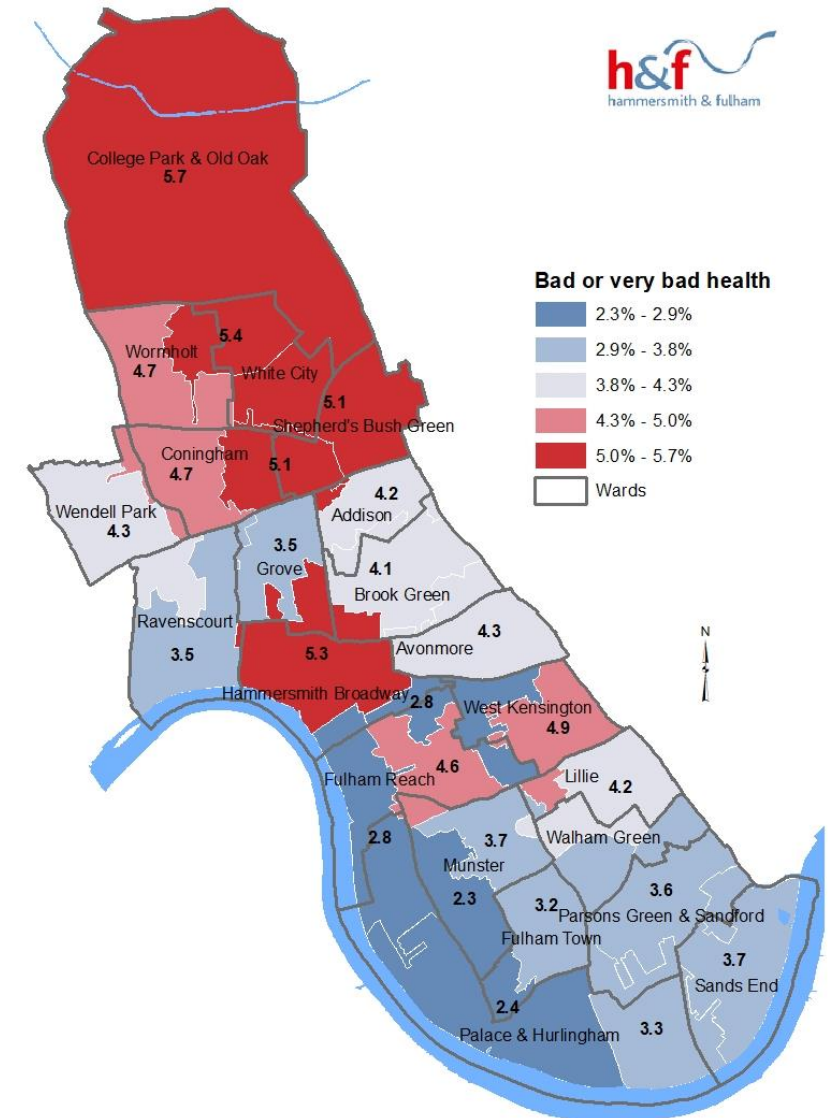 h&f
hammersmith & fulham
College Park & Old Oak
5.7
Bad or very bad health
2.3% - 2.9%
2.9% - 3.8%
3.8% - 4.3%
4.3% - 5.0%
5.0% - 5.7%
Wards
5.4
Wormholt
4.7
White City
5.1
Shepherd's Bush Green
Coningham
4.7
5.1
Wendell Park
4.3
4.2
Addison
3.5
Grove
4.1
Brook Green
Ravenscourt
3.5
5.3
Avonmore
4.3
N
Hammersmith Broadway
2.8
West Kensington
4.9
4.6
Fulham Reach
Lillie
4.2
2.8
3.7
Munster
Walham Green
2.3
3.2
Fulham Town
3.6
Parsons Green & Sandford
3.7
Sands End
2.4
Palace & Hurlingham
3.3